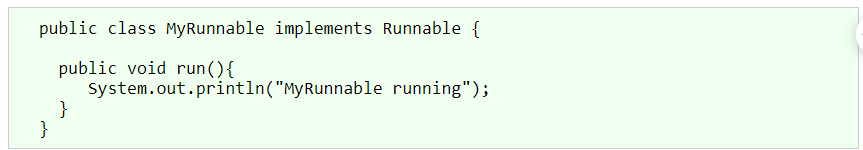 public class MyRunnable implements Runnable {
public void run(){
System.out.println("MyRunnable running");
}
}